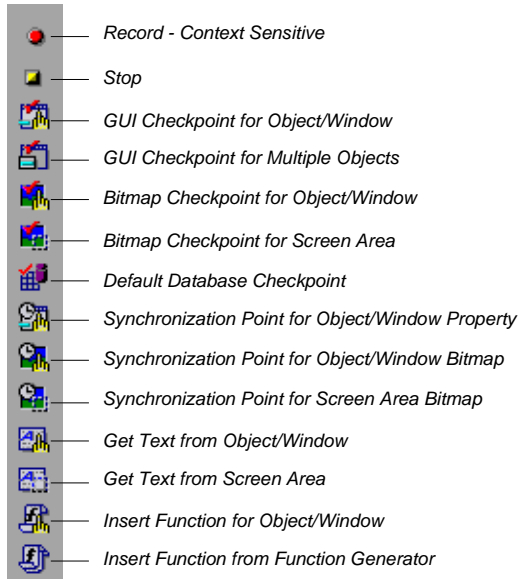 Record - Context Sensitive
Stop
GUI Checkpoint for Object/Window
GUI Checkpoint for Multiple Objects
Bitmap Checkpoint for Object/Window
Bitmap Checkpoint for Screen Area
Default Database Checkpoint
Synchronization Point for Object/Window Property
Synchronization Point for Object/Window Bitmap
Synchronization Point for Screen Area Bitmap
Get Text from Object/Window
Get Text from Screen Area
Insert Function for Object/Window
Insert Function from Function Generator